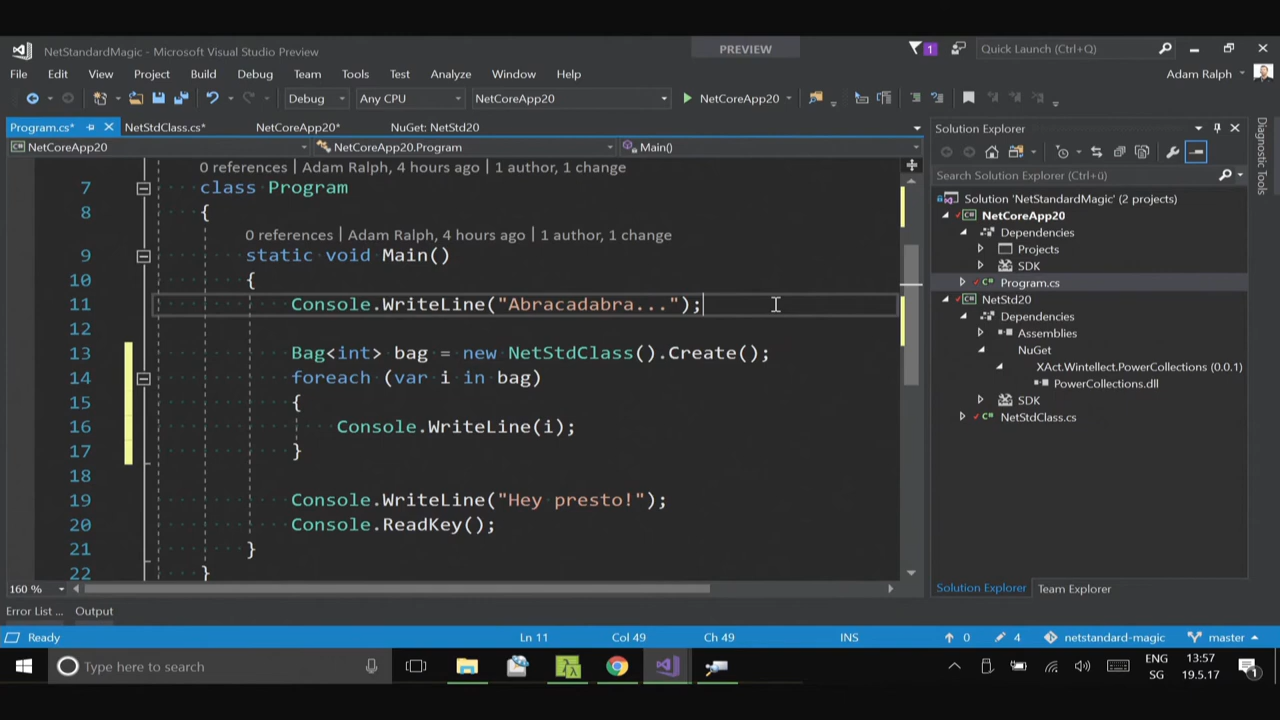 NetStandardMagic - Microsoft Visual Studio Preview
PREVIEW
1
Quick Launch (Ctrl+Q)
File Edit View Project Build Debug Team Tools Test Analyze Window Help
Adam Ralph
Debug Any CPU NetCoreApp20 NetCoreApp20
Program.cs* NetStdClass.cs* NetCoreApp20* NuGet: NetStd20
NetCoreApp20 NetCoreApp20.Program Main()
0 references | Adam Ralph, 4 hours ago | 1 author, 1 change
7 class Program
8 {
0 references | Adam Ralph, 4 hours ago | 1 author, 1 change
9 static void Main()
10 {
11 Console.WriteLine("Abracadabra...");
12
13 Bag<int> bag = new NetStdClass().Create();
14 foreach (var i in bag)
15 {
16 Console.WriteLine(i);
17 }
18
19 Console.WriteLine("Hey presto!");
20 Console.ReadKey();
21 }
22 }
160 %
Solution Explorer
Search Solution Explorer (Ctrl+ü)
Solution 'NetStandardMagic' (2 projects)
NetCoreApp20
Dependencies
Projects
SDK
Program.cs
NetStd20
Dependencies
Assemblies
NuGet
XAct.Wintellect.PowerCollections (0.0.1)
PowerCollections.dll
SDK
NetStdClass.cs
Solution Explorer Team Explorer
Diagnostic Tools
Error List ... Output
Ready Ln 11 Col 49 Ch 49 INS 0 4 netstandard-magic master
Type here to search
ENG
SG
13:57
19.5.17
1